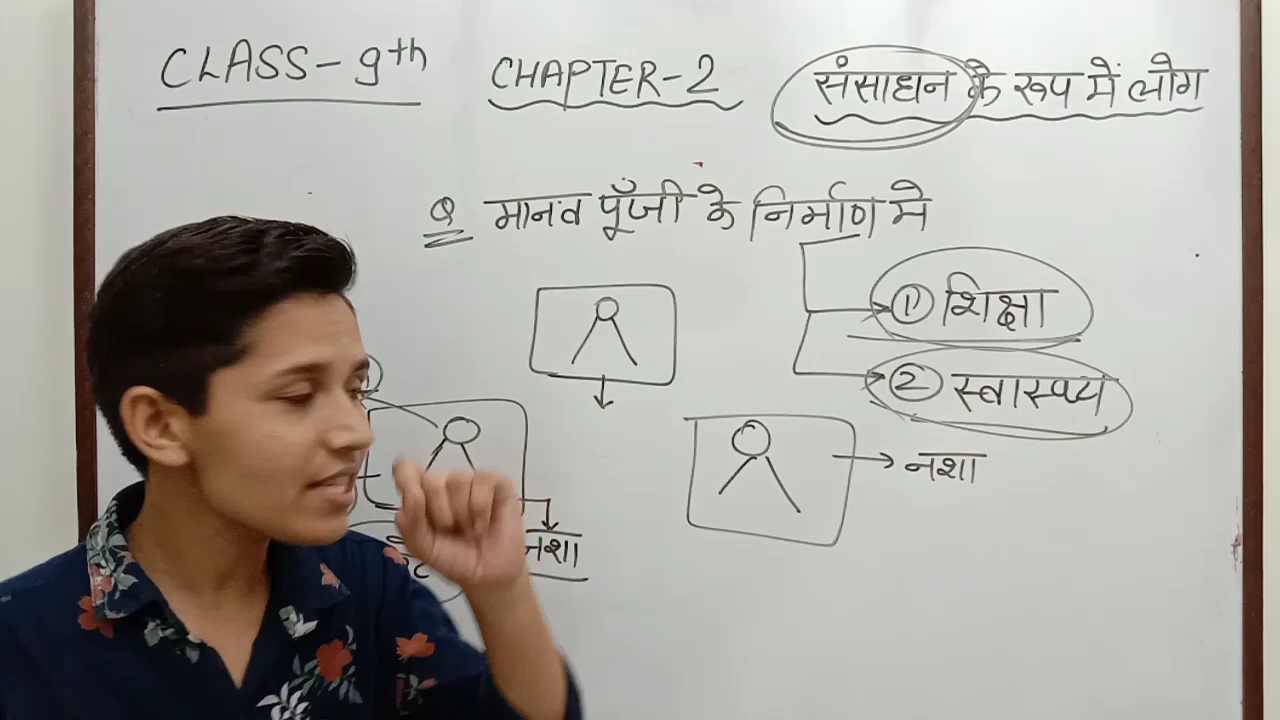 CLASS-9th CHAPTER-2 संसाधन के रूप में लोग
Q मानव पूँजी के निर्माण मे
① शिक्षा
② स्वास्थ्य
नशा
नशा